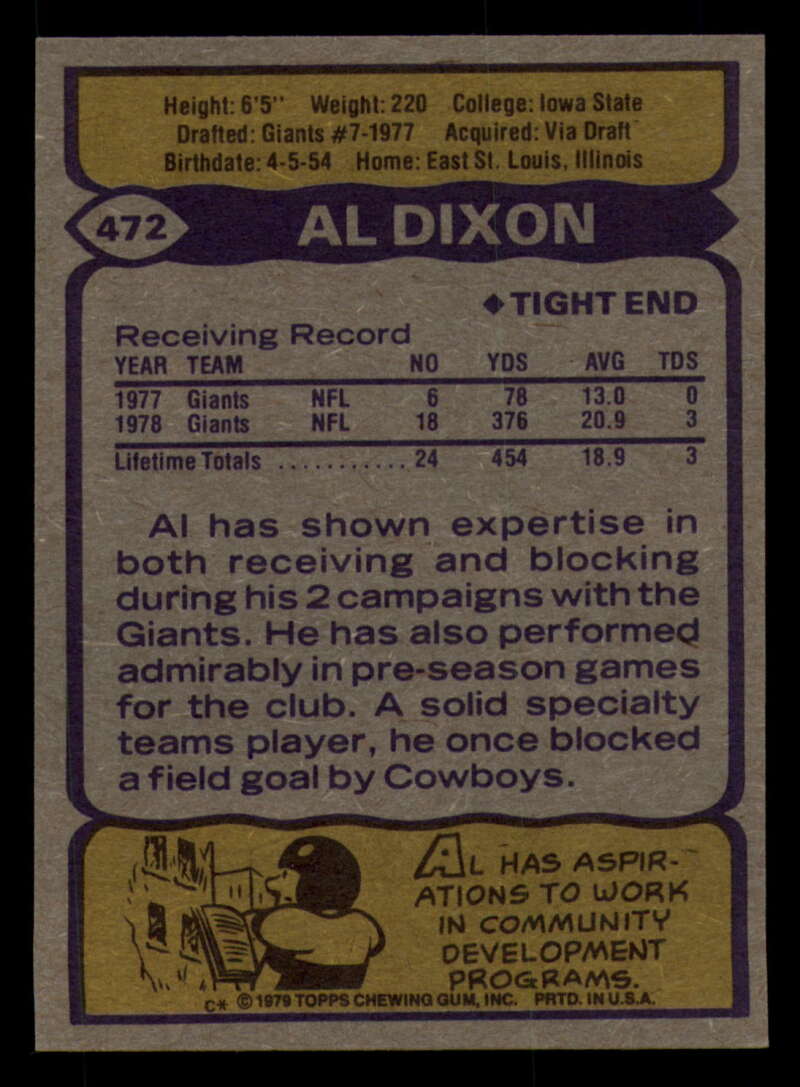 Height: 6'5" Weight: 220 College: Iowa State
Drafted: Giants #7-1977 Acquired: Via Draft
Birthdate: 4-5-54 Home: East St. Louis, Illinois
472 AL DIXON
◆TIGHT END
Receiving Record
YEAR TEAM NO YDS AVG TDS
1977 Giants NFL 6 78 13.0 0
1978 Giants NFL 18 376 20.9 3
Lifetime Totals ............ 24 454 18.9 3
Al has shown expertise in
both receiving and blocking
during his 2 campaigns with the
Giants. He has also performed
admirably in pre-season games
for the club. A solid specialty
teams player, he once blocked
a field goal by Cowboys.
AL HAS ASPIR-
ATIONS TO WORK
IN COMMUNITY
DEVELOPMENT
PROGRAMS.
C* © 1979 TOPPS CHEWING GUM, INC. PRTD. IN U.S.A.